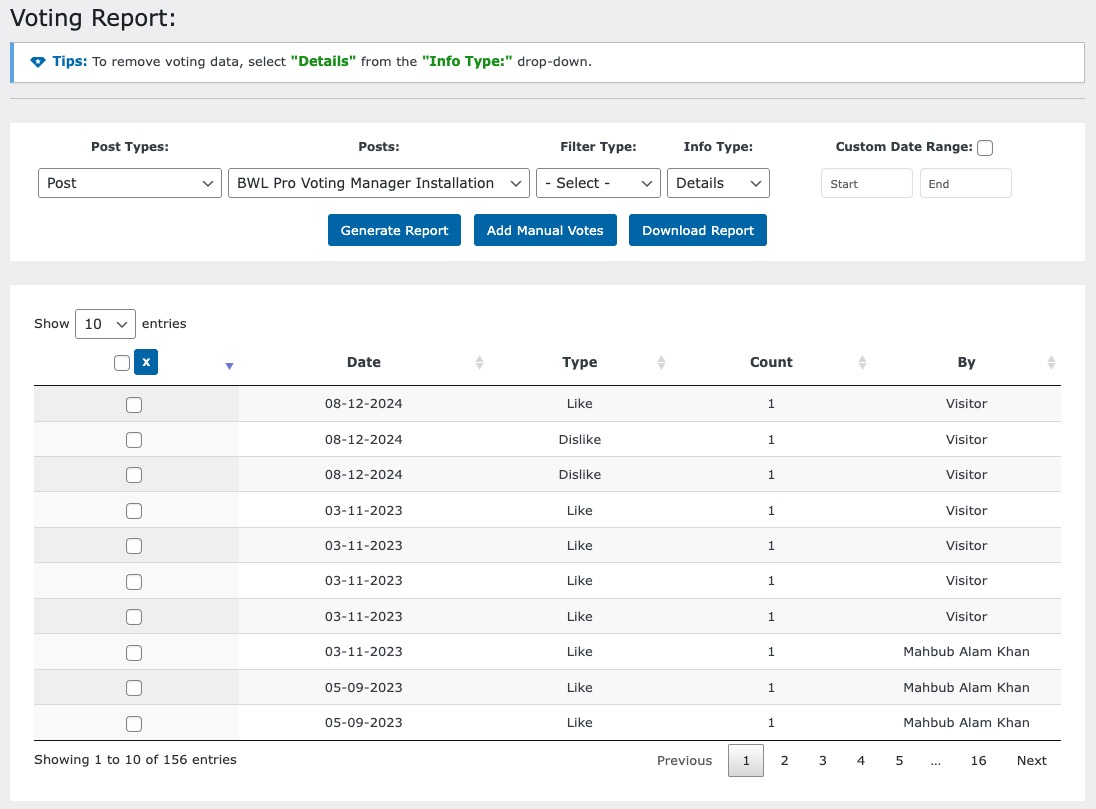 Voting Report:
Tips: To remove voting data, select "Details" from the "Info Type:" drop-down.
Post Types: Posts: Filter Type: Info Type: Custom Date Range:
Post BWL Pro Voting Manager Installation - Select - Details Start End
Generate Report Add Manual Votes Download Report
Show 10 entries
x Date Type Count By
08-12-2024 Like 1 Visitor
08-12-2024 Dislike 1 Visitor
08-12-2024 Dislike 1 Visitor
03-11-2023 Like 1 Visitor
03-11-2023 Like 1 Visitor
03-11-2023 Like 1 Visitor
03-11-2023 Like 1 Visitor
03-11-2023 Like 1 Mahbub Alam Khan
05-09-2023 Like 1 Mahbub Alam Khan
05-09-2023 Like 1 Mahbub Alam Khan
Showing 1 to 10 of 156 entries Previous 1 2 3 4 5 ... 16 Next